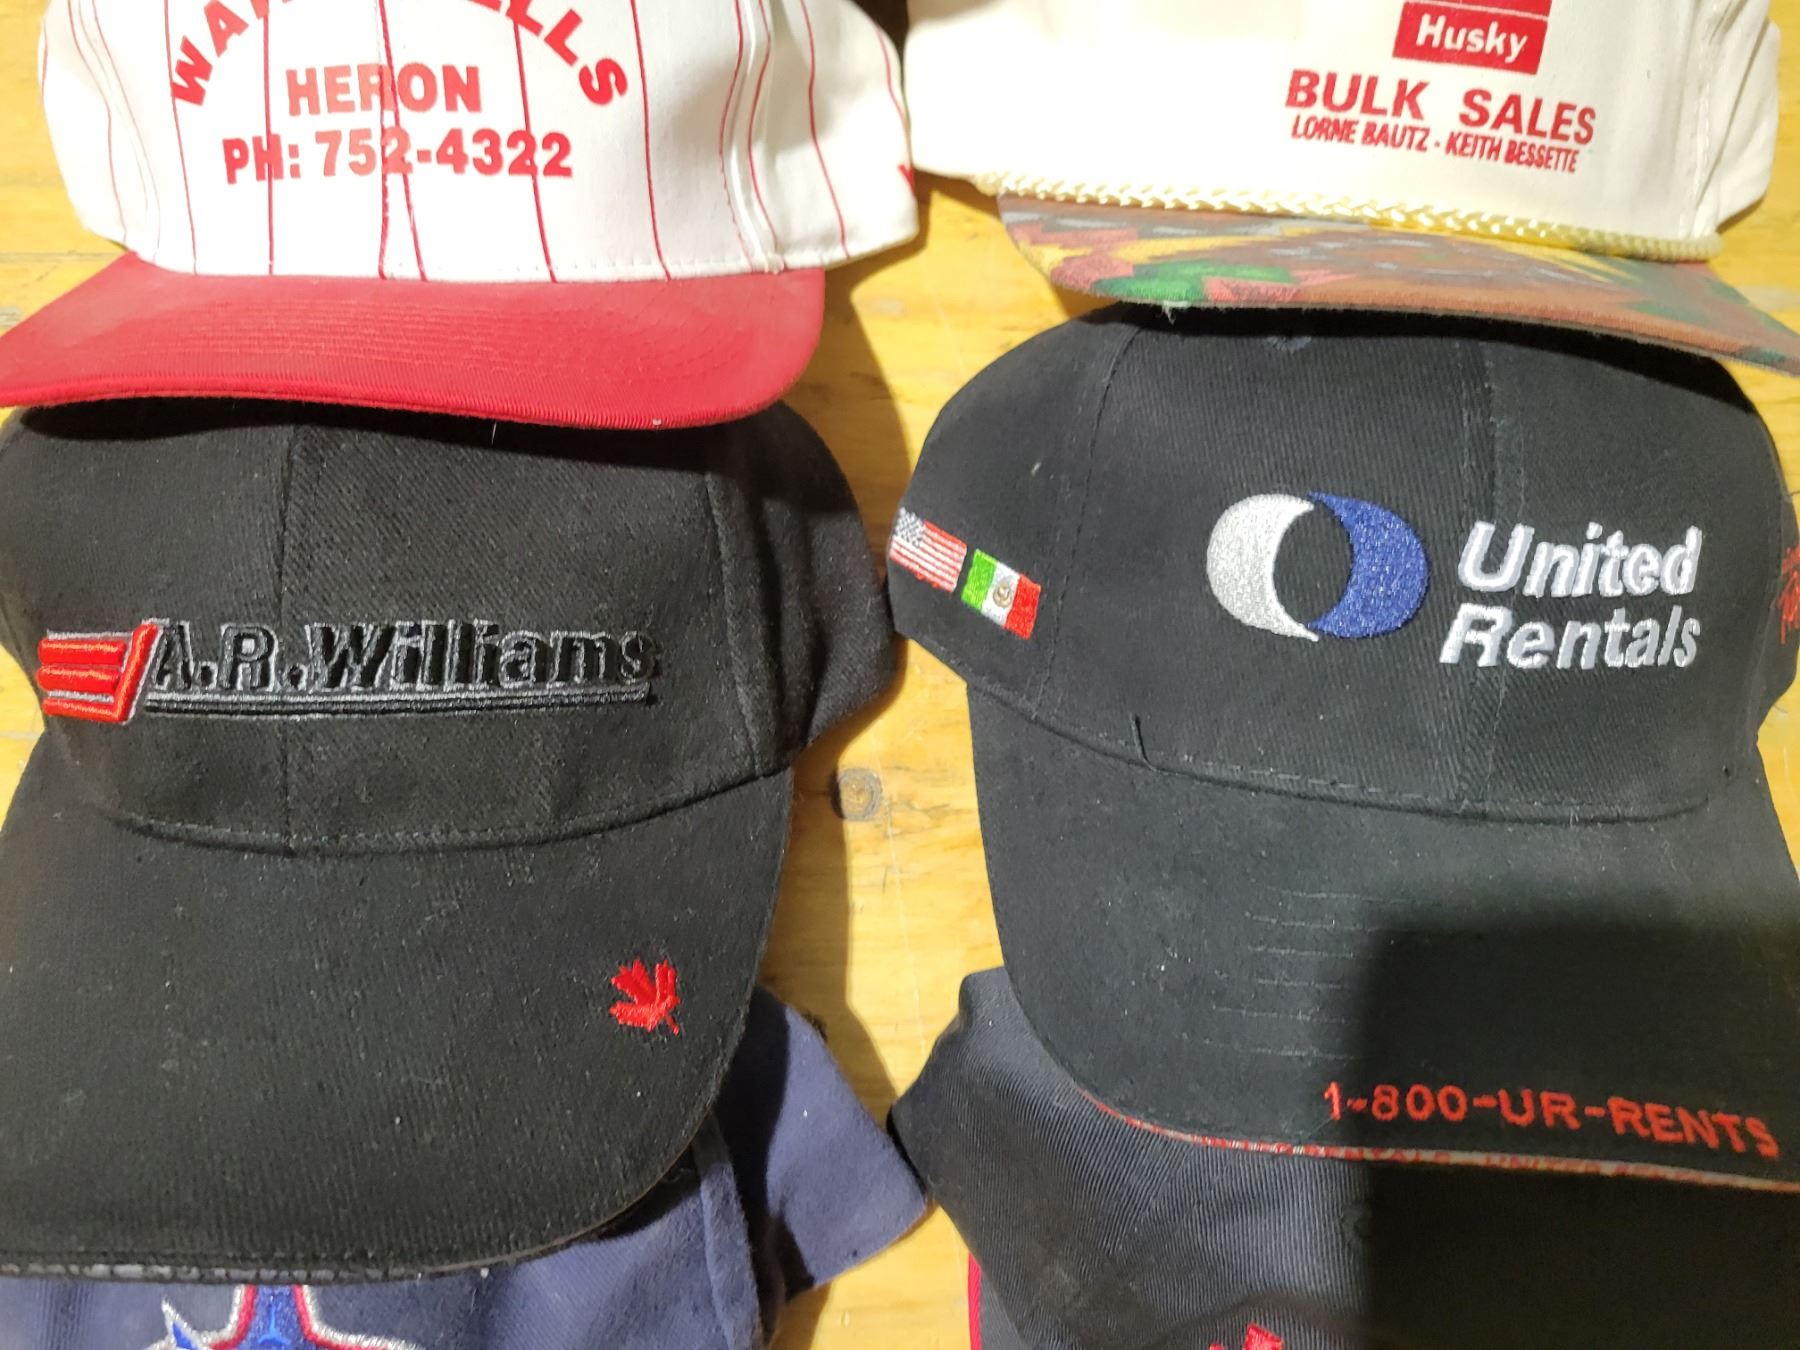 HERON
PH: 752-4322
Husky
BULK SALES
LORNE BAUTZ - KEITH BESSETTE
A.R.Williams
United
Rentals
1-800-UR-RENTS